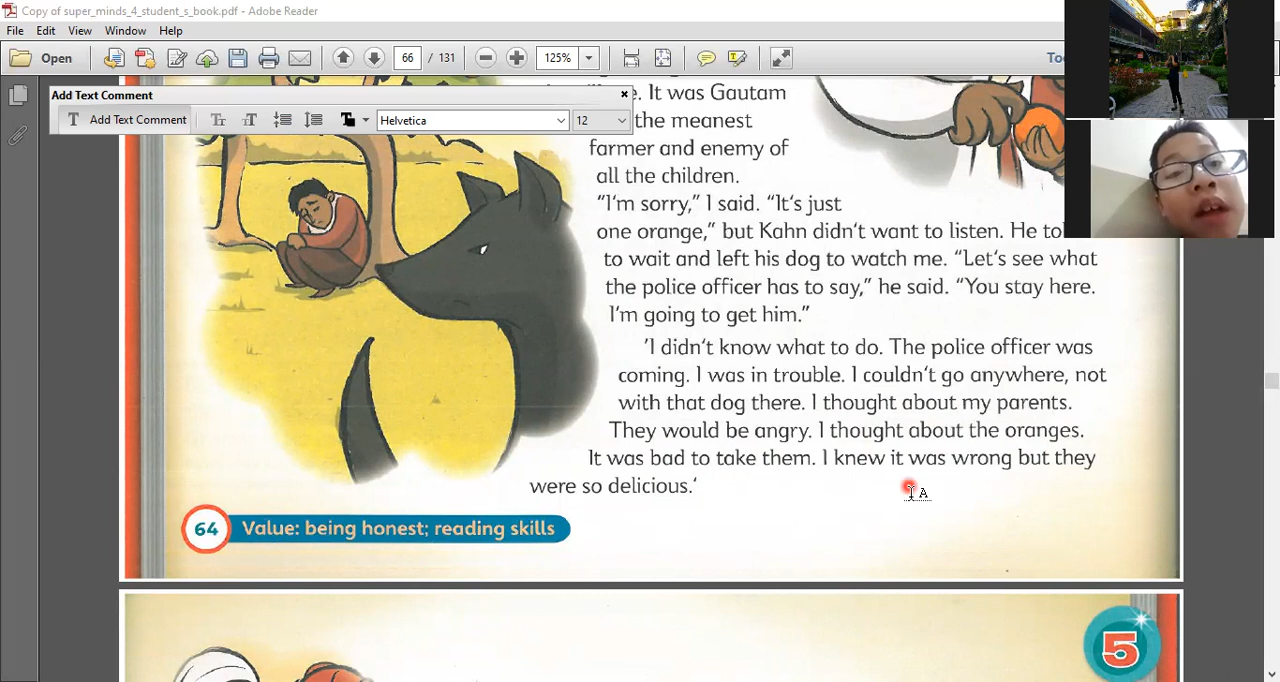 Copy of super_minds_4_student_s_book.pdf - Adobe Reader
File Edit View Window Help
Open 66 / 131 125%
Add Text Comment
Add Text Comment Helvetica 12
It was Gautam
the meanest
farmer and enemy of
all the children.
"I'm sorry," I said. "It's just
one orange," but Kahn didn't want to listen. He
to wait and left his dog to watch me. "Let's see what
the police officer has to say," he said. "You stay here.
I'm going to get him."
'I didn't know what to do. The police officer was
coming. I was in trouble. I couldn't go anywhere, not
with that dog there. I thought about my parents.
They would be angry. I thought about the oranges.
It was bad to take them. I knew it was wrong but they
were so delicious.'
64 Value: being honest; reading skills
5